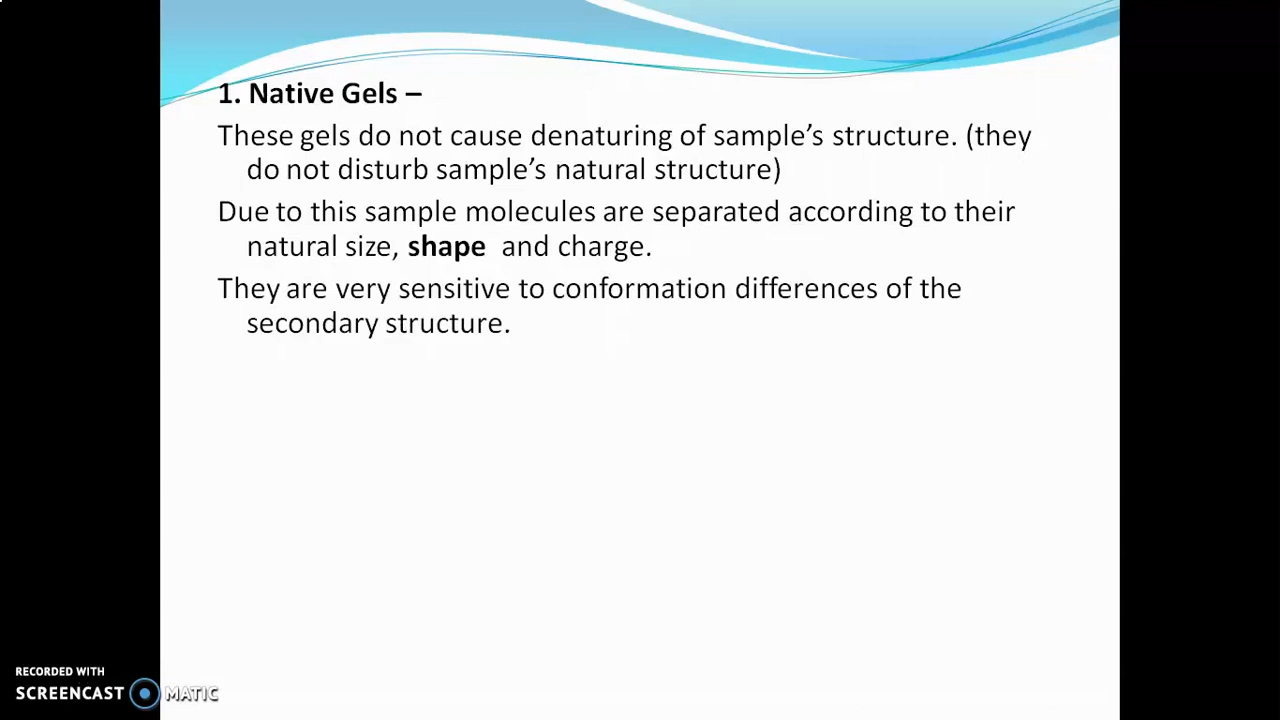 1. Native Gels –
These gels do not cause denaturing of sample’s structure. (they
do not disturb sample’s natural structure)
Due to this sample molecules are separated according to their
natural size, shape and charge.
They are very sensitive to conformation differences of the
secondary structure.
RECORDED WITH
SCREENCAST MATIC